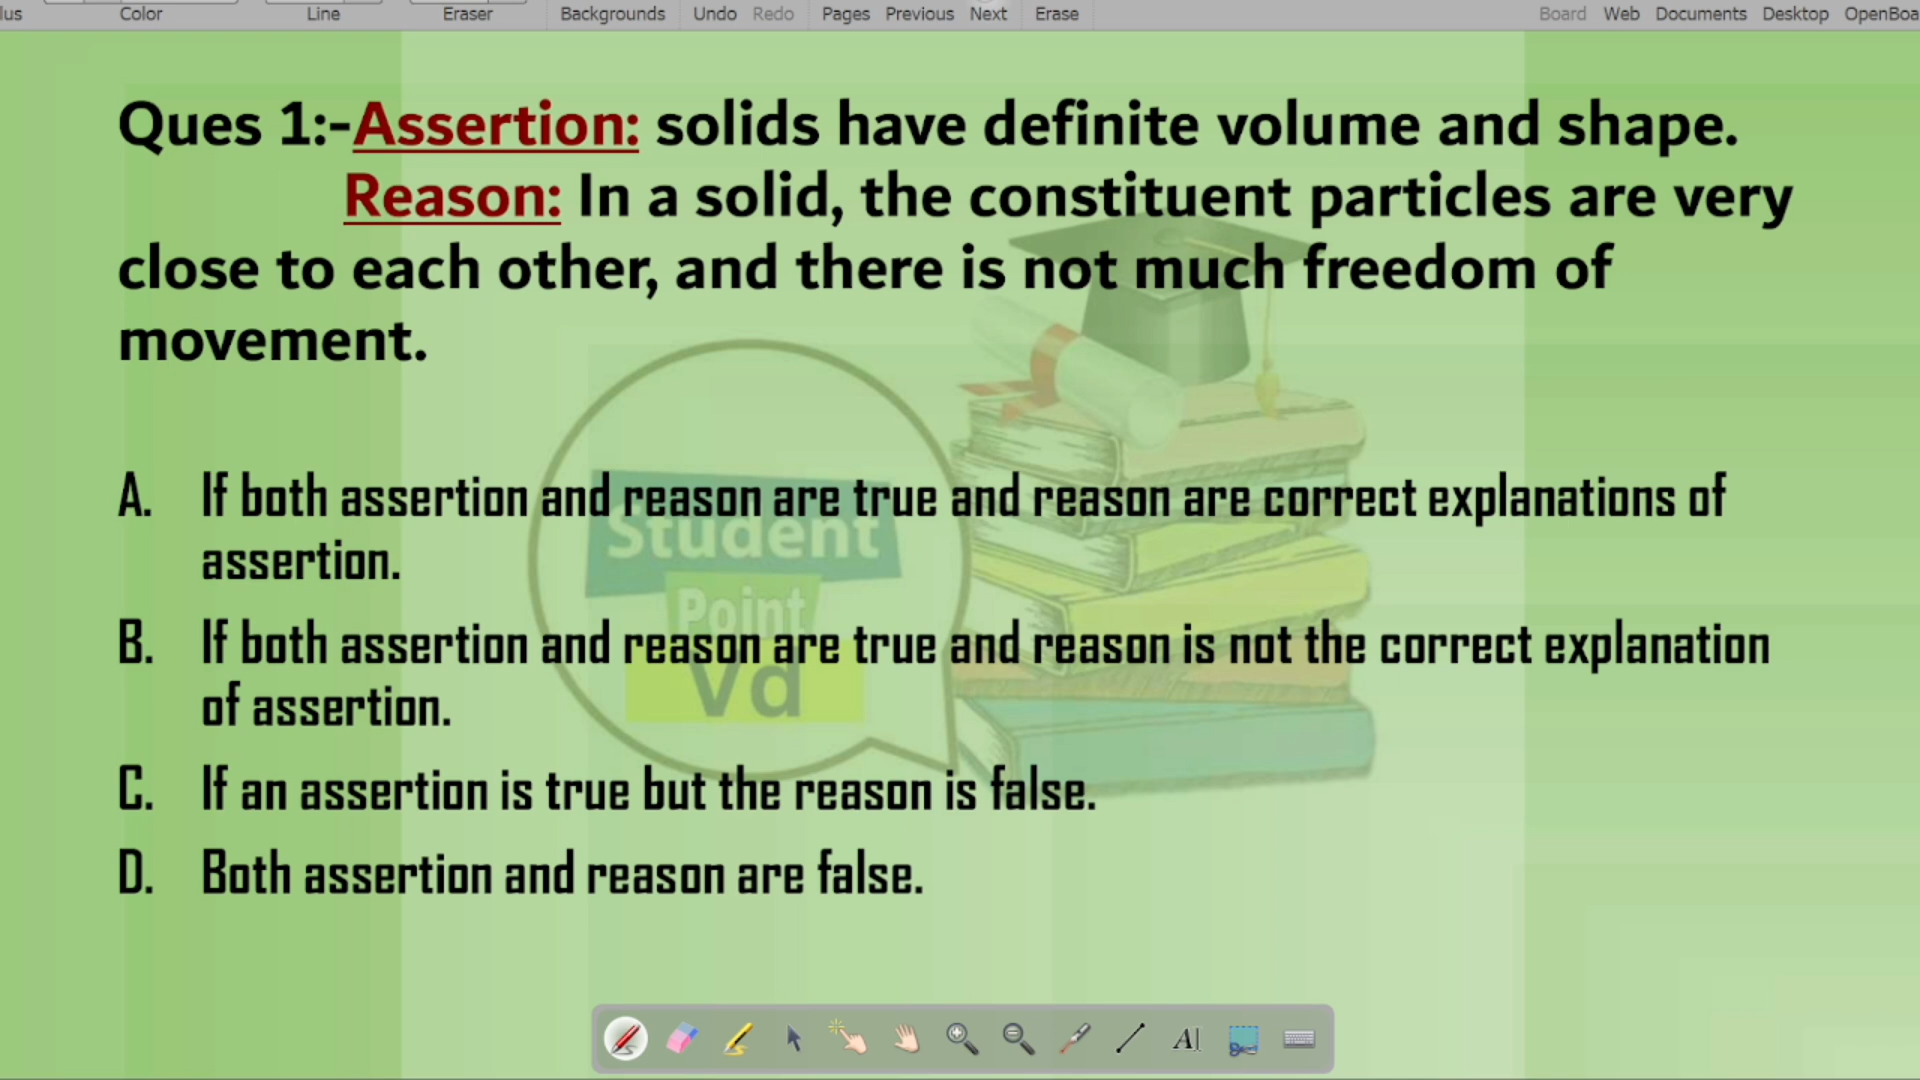 lus Color Line Eraser Backgrounds Undo Redo Pages Previous Next Erase Board Web Documents Desktop OpenBoa
Ques 1:-Assertion: solids have definite volume and shape.
Reason: In a solid, the constituent particles are very
close to each other, and there is not much freedom of
movement.
A. If both assertion and reason are true and reason are correct explanations of
assertion.
B. If both assertion and reason are true and reason is not the correct explanation
of assertion.
C. If an assertion is true but the reason is false.
D. Both assertion and reason are false.
Student
Point
Vd
AI